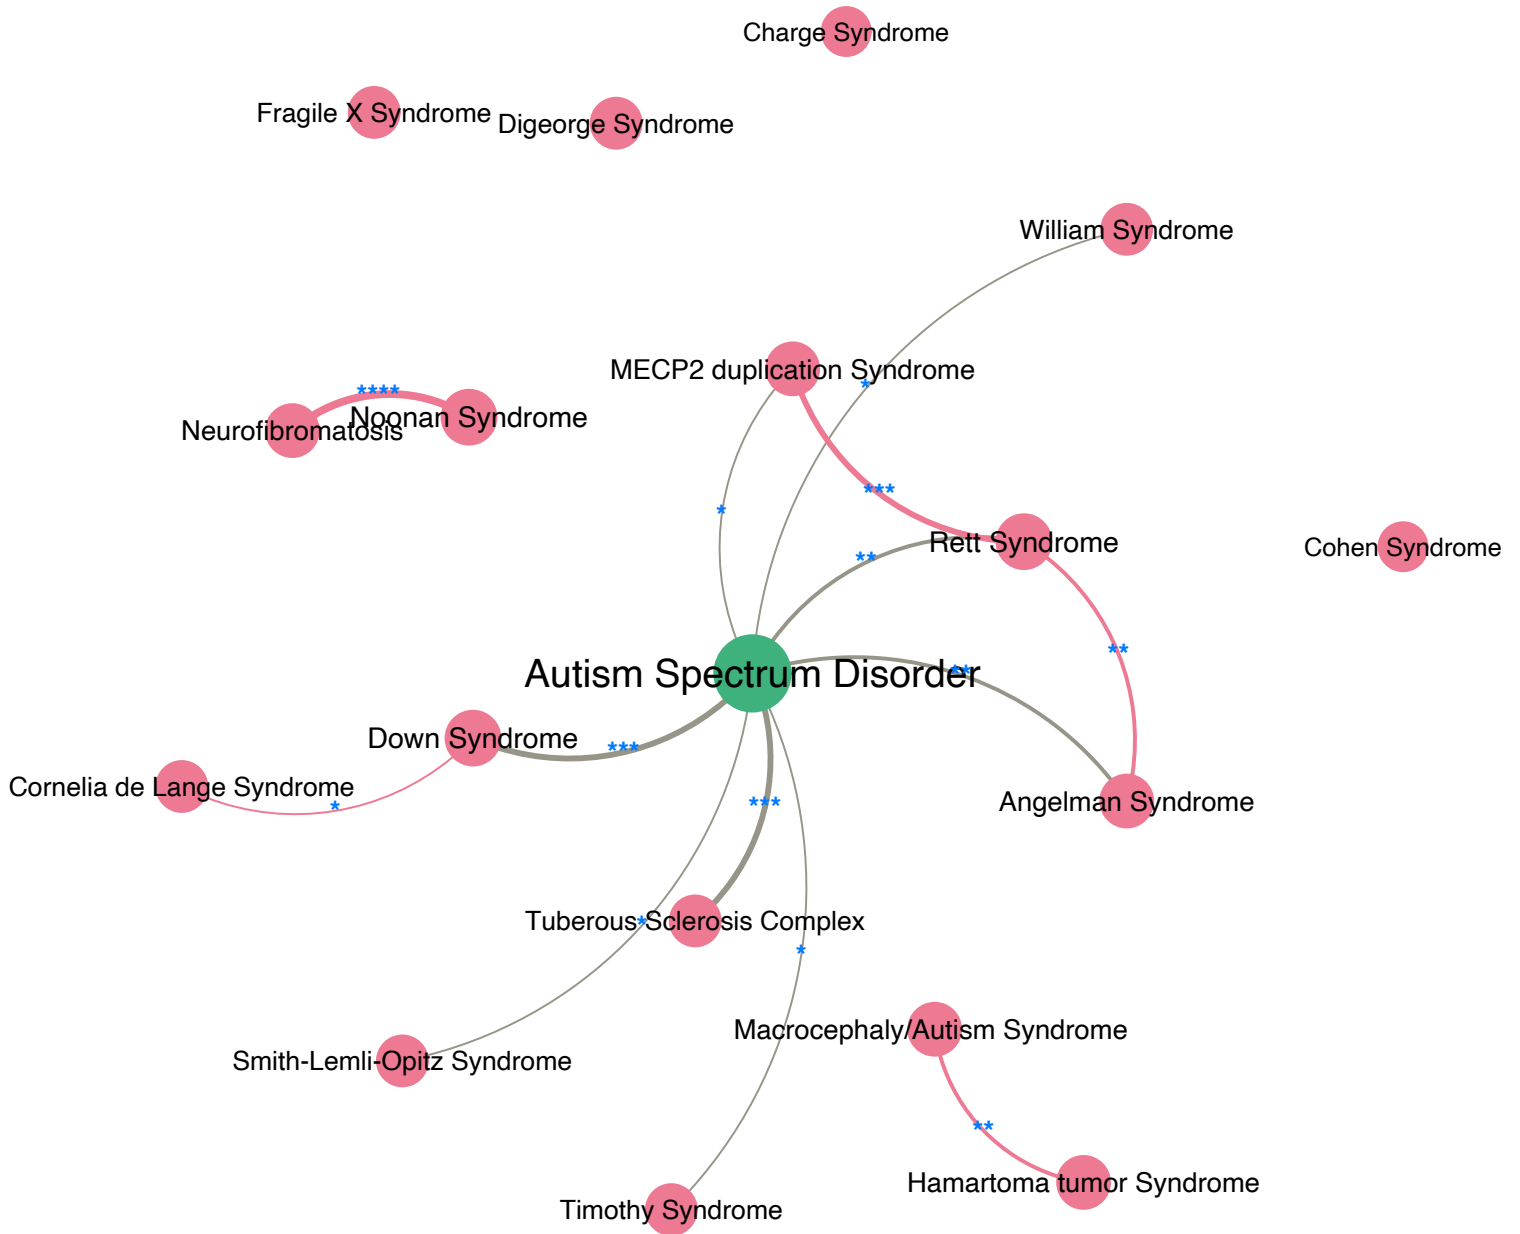 Charge Syndrome
Fragile X Syndrome
Digeorge Syndrome
William Syndrome
MECP2 duplication Syndrome
*
****
Noonan Syndrome
Neurofibromatosis
***
*
Rett Syndrome
**
Cohen Syndrome
**
Autism Spectrum Disorder
**
Down Syndrome
***
Cornelia de Lange Syndrome
*
***
Angelman Syndrome
Tuberous Sclerosis Complex
*
*
Macrocephaly/Autism Syndrome
Smith-Lemli-Opitz Syndrome
**
Hamartoma tumor Syndrome
Timothy Syndrome